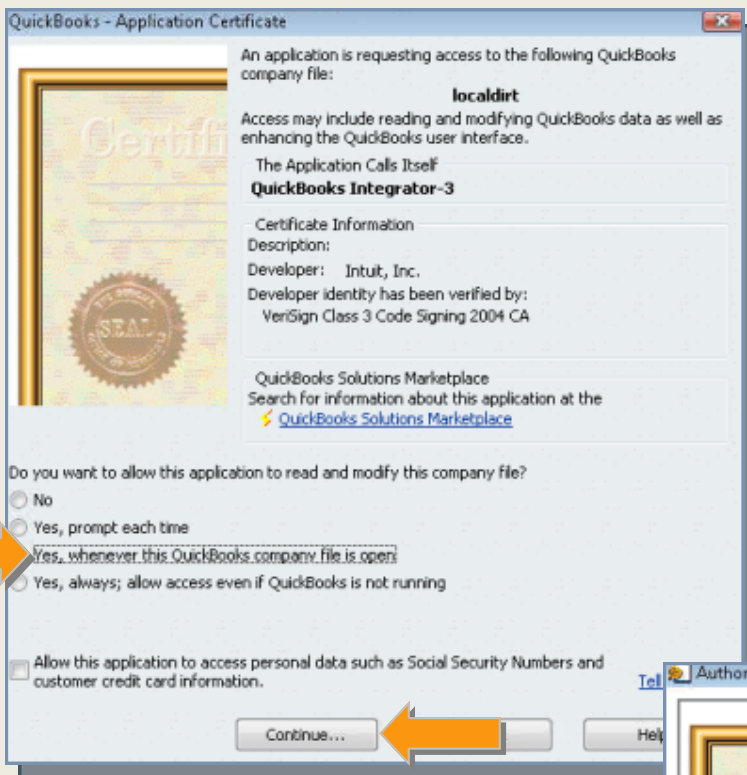 QuickBooks - Application Certificate
An application is requesting access to the following QuickBooks
company file:
localdirt
Access may include reading and modifying QuickBooks data as well as
enhancing the QuickBooks user interface.
The Application Calls Itself
QuickBooks Integrator-3
Certificate Information
Description:
Developer: Intuit, Inc.
Developer identity has been verified by:
VeriSign Class 3 Code Signing 2004 CA
QuickBooks Solutions Marketplace
Search for information about this application at the
QuickBooks Solutions Marketplace
Certifi
SEAL
Do you want to allow this application to read and modify this company file?
No
Yes, prompt each time
Yes, whenever this QuickBooks company file is open
Yes, always; allow access even if QuickBooks is not running
Allow this application to access personal data such as Social Security Numbers and
customer credit card information.
Tel
Author
Continue...
Help